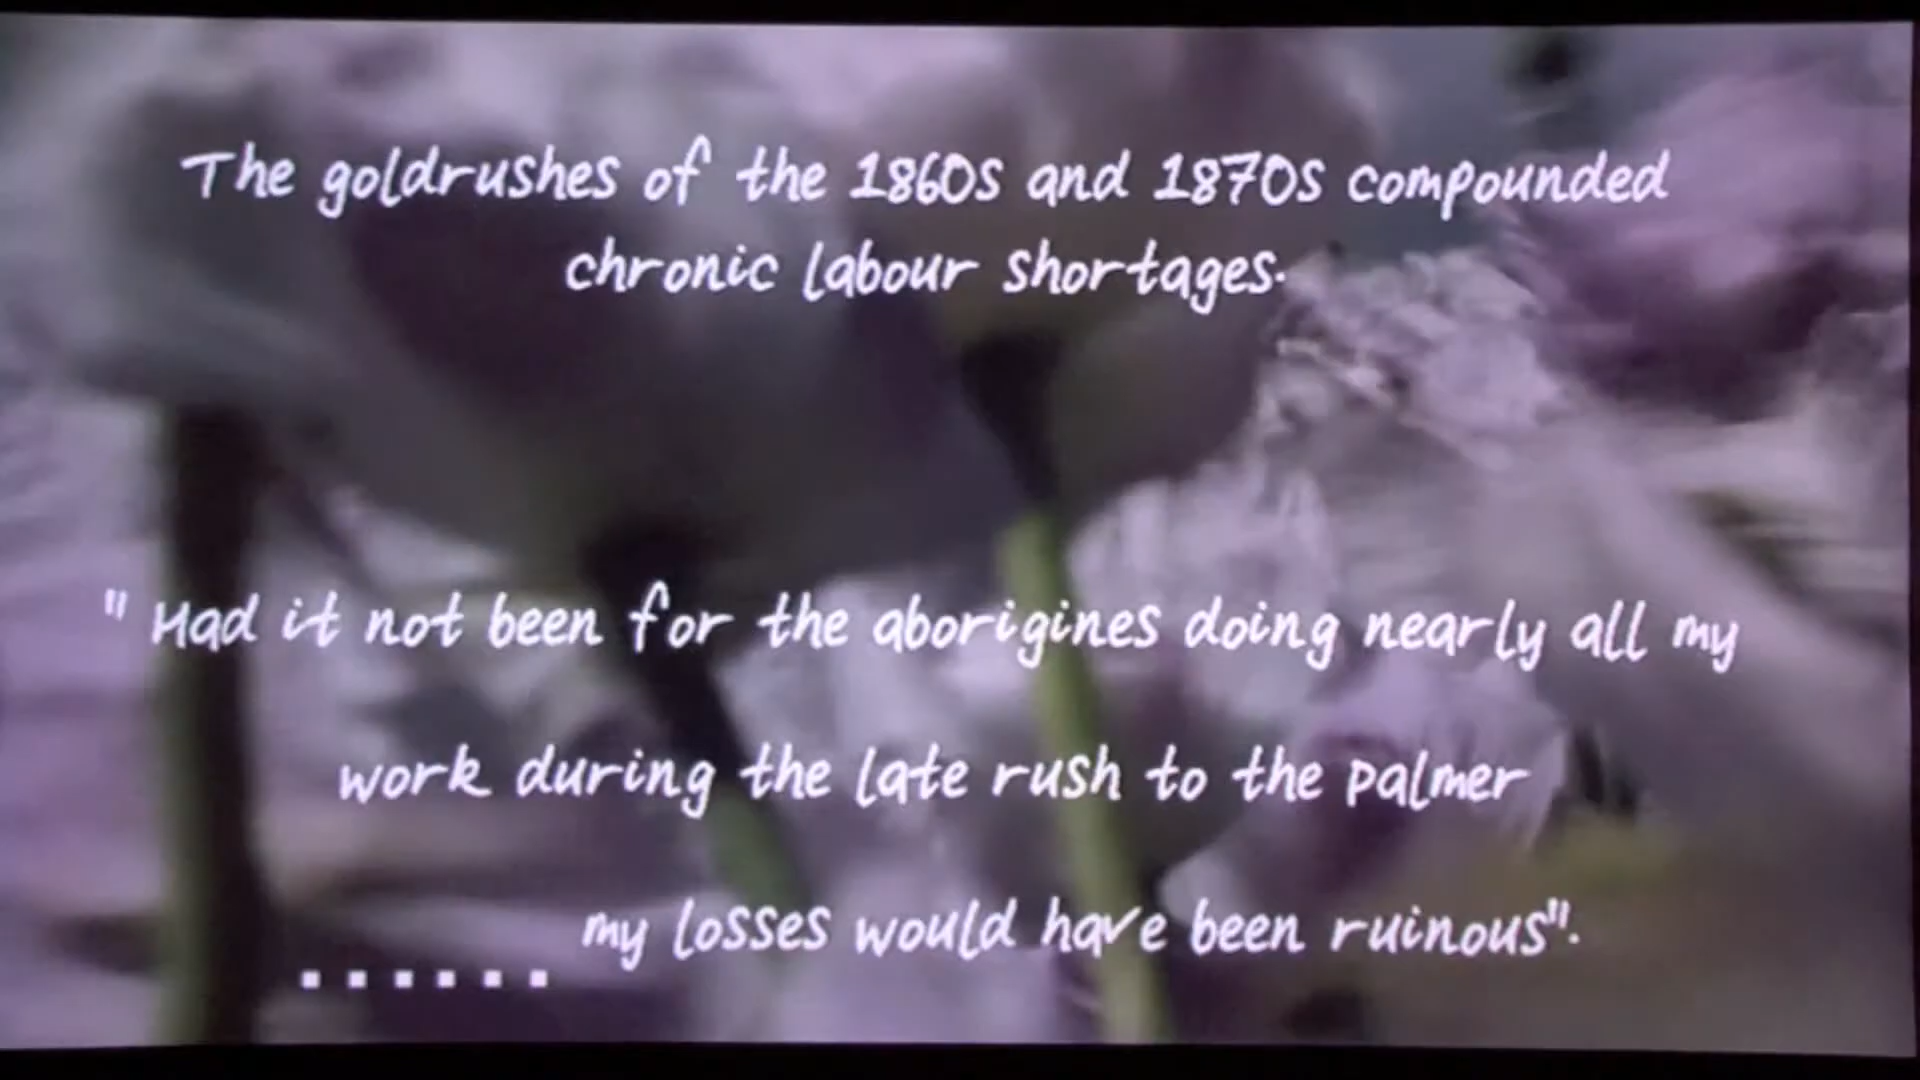 The goldrushes of the 1860s and 1870s compounded
chronic labour shortages.
" Had it not been for the aborigines doing nearly all my
work during the late rush to the Palmer
...... my losses would have been ruinous".